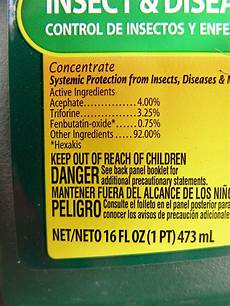 INSECT & DISEA
CONTROL DE INSECTOS Y ENFE
Concentrate
Systemic Protection from Insects, Diseases & M
Active Ingredients
Acephate..............4.00%
Triforine................3.25%
Fenbutatin-oxide*.......0.75%
Other Ingredients...92.00%
*Hexakis
KEEP OUT OF REACH OF CHILDREN
DANGER See back panel booklet for
additional precautionary statements.
MANTENER FUERA DEL ALCANCE DE LOS NIÑO
PELIGRO Consulte el folleto en el panel posterior para
conocer los avisos de precaución adicionales
NET/NETO 16 FL OZ (1 PT) 473 mL